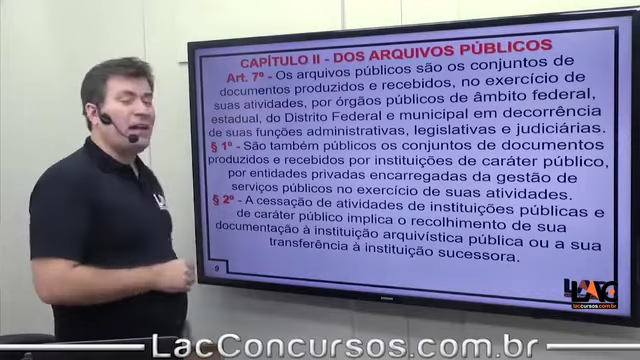 CAPÍTULO II - DOS ARQUIVOS PÚBLICOS
Art. 7º - Os arquivos públicos são os conjuntos de
documentos produzidos e recebidos, no exercício de
suas atividades, por órgãos públicos de âmbito federal,
estadual, do Distrito Federal e municipal em decorrência
de suas funções administrativas, legislativas e judiciárias.
§ 1º - São também públicos os conjuntos de documentos
produzidos e recebidos por instituições de caráter público,
por entidades privadas encarregadas da gestão de
serviços públicos no exercício de suas atividades.
§ 2º - A cessação de atividades de instituições públicas e
de caráter público implica o recolhimento de sua
documentação à instituição arquivística pública ou a sua
transferência à instituição sucessora.
9
LAC
laccursos.com.br
LacConcursos.com.br